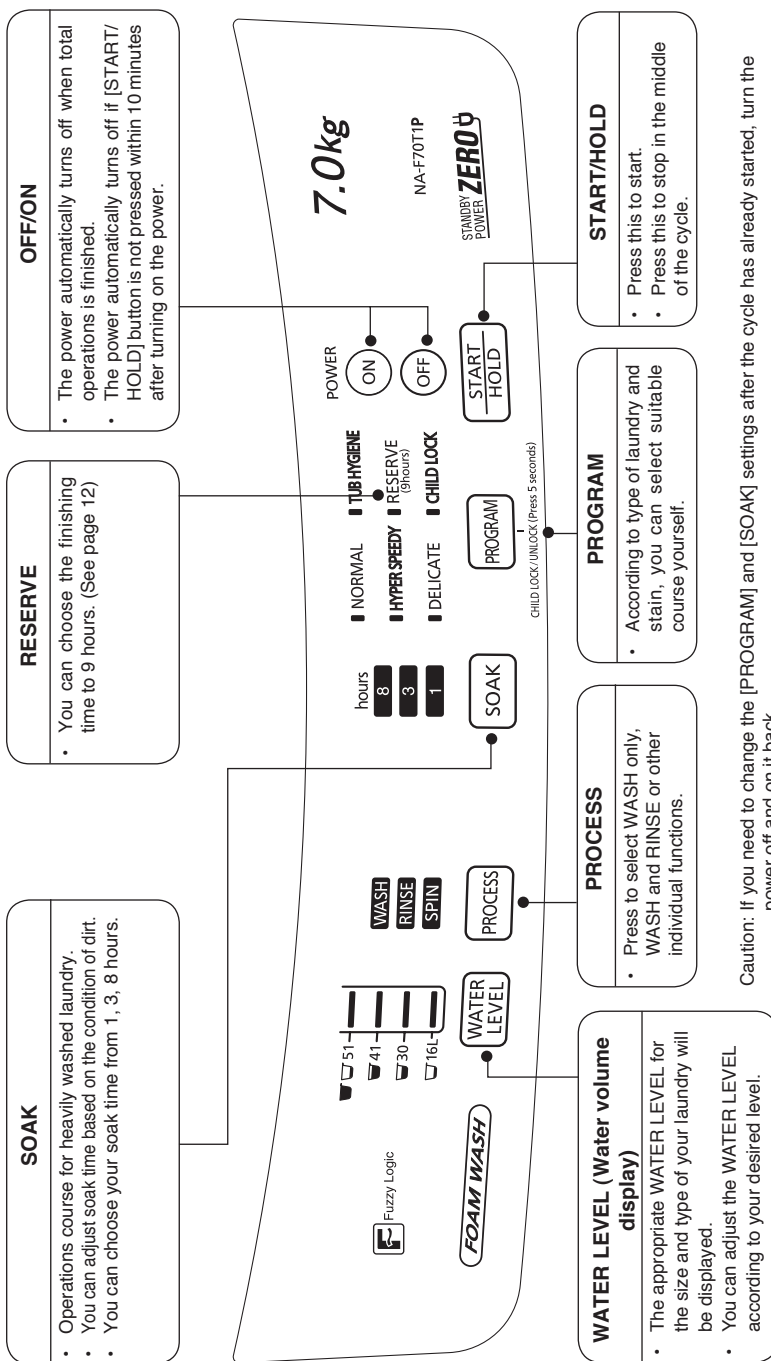 SOAK
• Operations course for heavily washed laundry.
• You can adjust soak time based on the condition of dirt.
• You can choose your soak time from 1, 3, 8 hours.
RESERVE
• You can choose the finishing
time to 9 hours. (See page 12)
OFF/ON
• The power automatically turns off when total
operations is finished.
• The power automatically turns off if [START/
HOLD] button is not pressed within 10 minutes
after turning on the power.
Fuzzy Logic
FOAM WASH
51
41
30
16L
WATER
LEVEL
WASH
RINSE
SPIN
PROCESS
hours
8
3
1
SOAK
NORMAL
HYPER SPEEDY
DELICATE
TUB HYGIENE
RESERVE
(9hours)
CHILD LOCK
PROGRAM
CHILD LOCK/UNLOCK (Press 5 seconds)
POWER
ON
OFF
START
HOLD
7.0kg
NA-F70T1P
STANDBY
POWER
ZERO
WATER LEVEL (Water volume
display)
• The appropriate WATER LEVEL for
the size and type of your laundry will
be displayed.
• You can adjust the WATER LEVEL
according to your desired level.
PROCESS
• Press to select WASH only,
WASH and RINSE or other
individual functions.
PROGRAM
• According to type of laundry and
stain, you can select suitable
course yourself.
START/HOLD
• Press this to start.
• Press this to stop in the middle
of the cycle.
Caution: If you need to change the [PROGRAM] and [SOAK] settings after the cycle has already started, turn the
power off and on it back